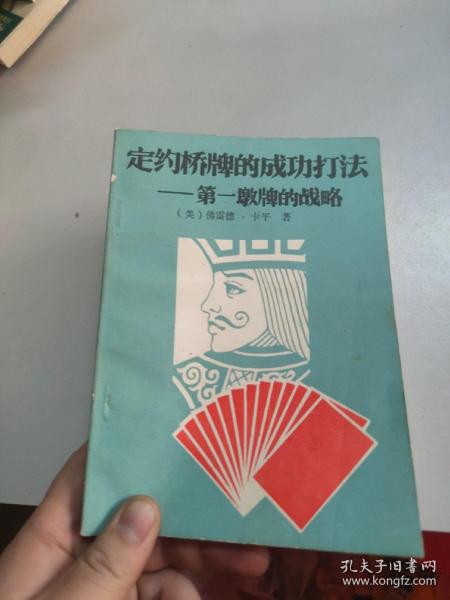 定约桥牌的成功打法
——第一墩牌的战略
（美）佛雷德·卡平 著
孔夫子旧书网
www.kongfz.com